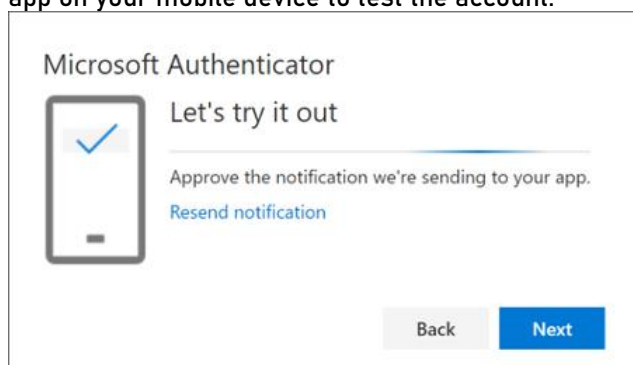 app on your mobile device to test the account.
Microsoft Authenticator
Let's try it out
Approve the notification we're sending to your app.
Resend notification
Back
Next